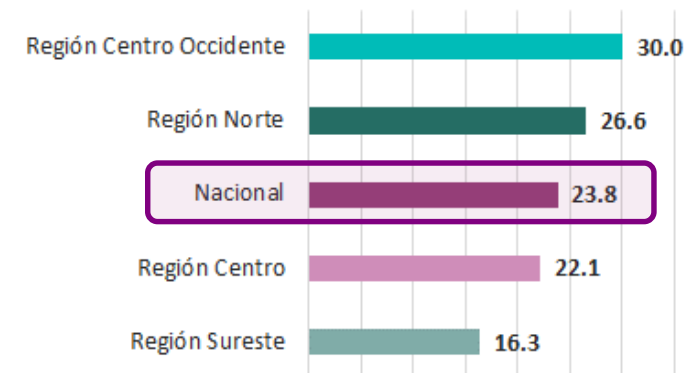 Región Centro Occidente 30.0
Región Norte 26.6
Nacional 23.8
Región Centro 22.1
Región Sureste 16.3